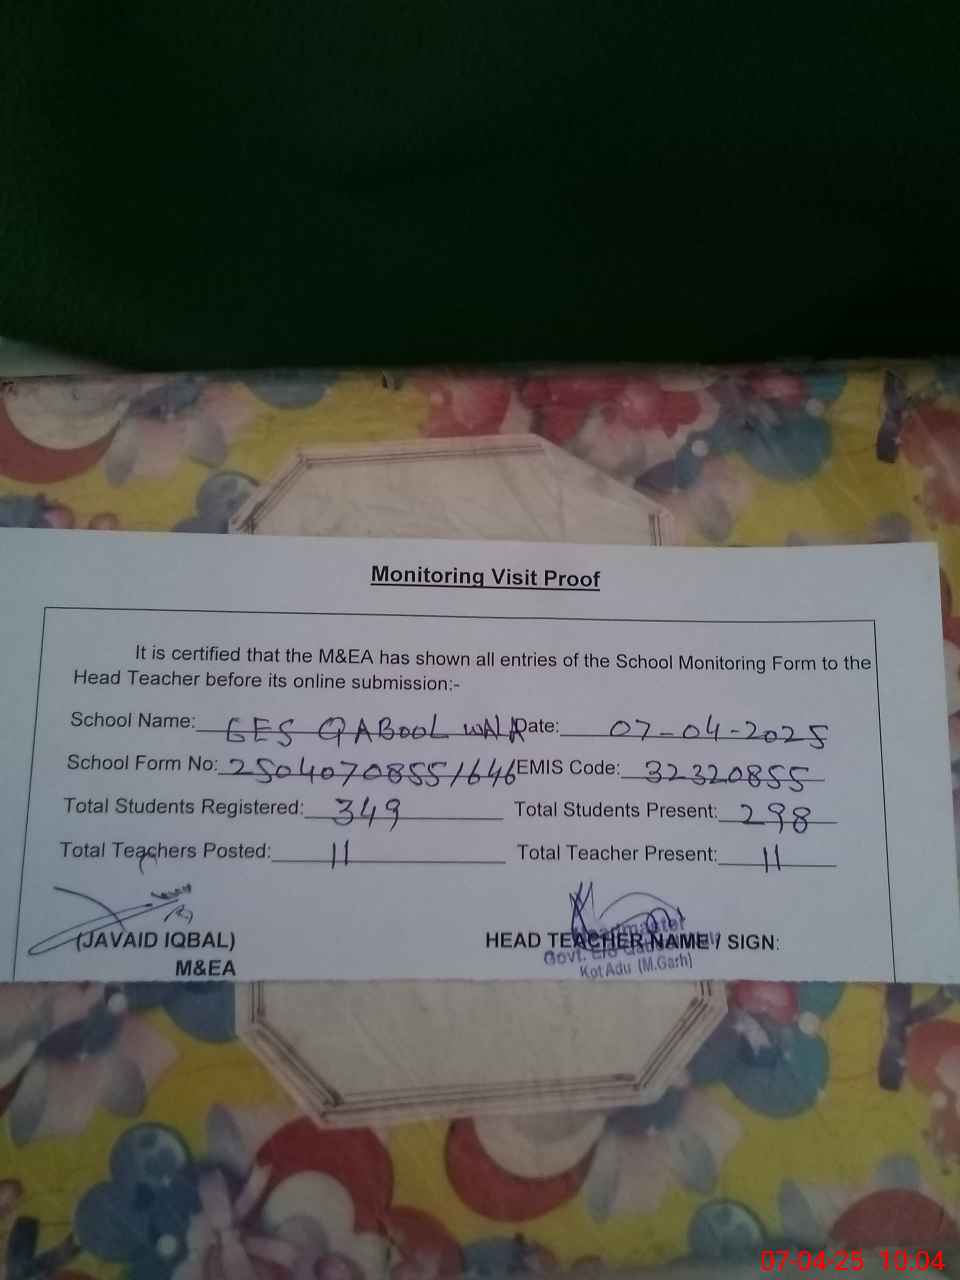 Monitoring Visit Proof
It is certified that the M&EA has shown all entries of the School Monitoring Form to the
Head Teacher before its online submission:-
School Name: GES QABOOL WALA Date: 07-04-2025
School Form No: 25040708551646 EMIS Code: 32320855
Total Students Registered: 349 Total Students Present: 298
Total Teachers Posted: 11 Total Teacher Present: 11
(JAVAID IQBAL) HEAD TEACHER NAME / SIGN:
M&EA
Headmaster
Govt.
Kot Adu (M.Garh)
07-04-25 10:04